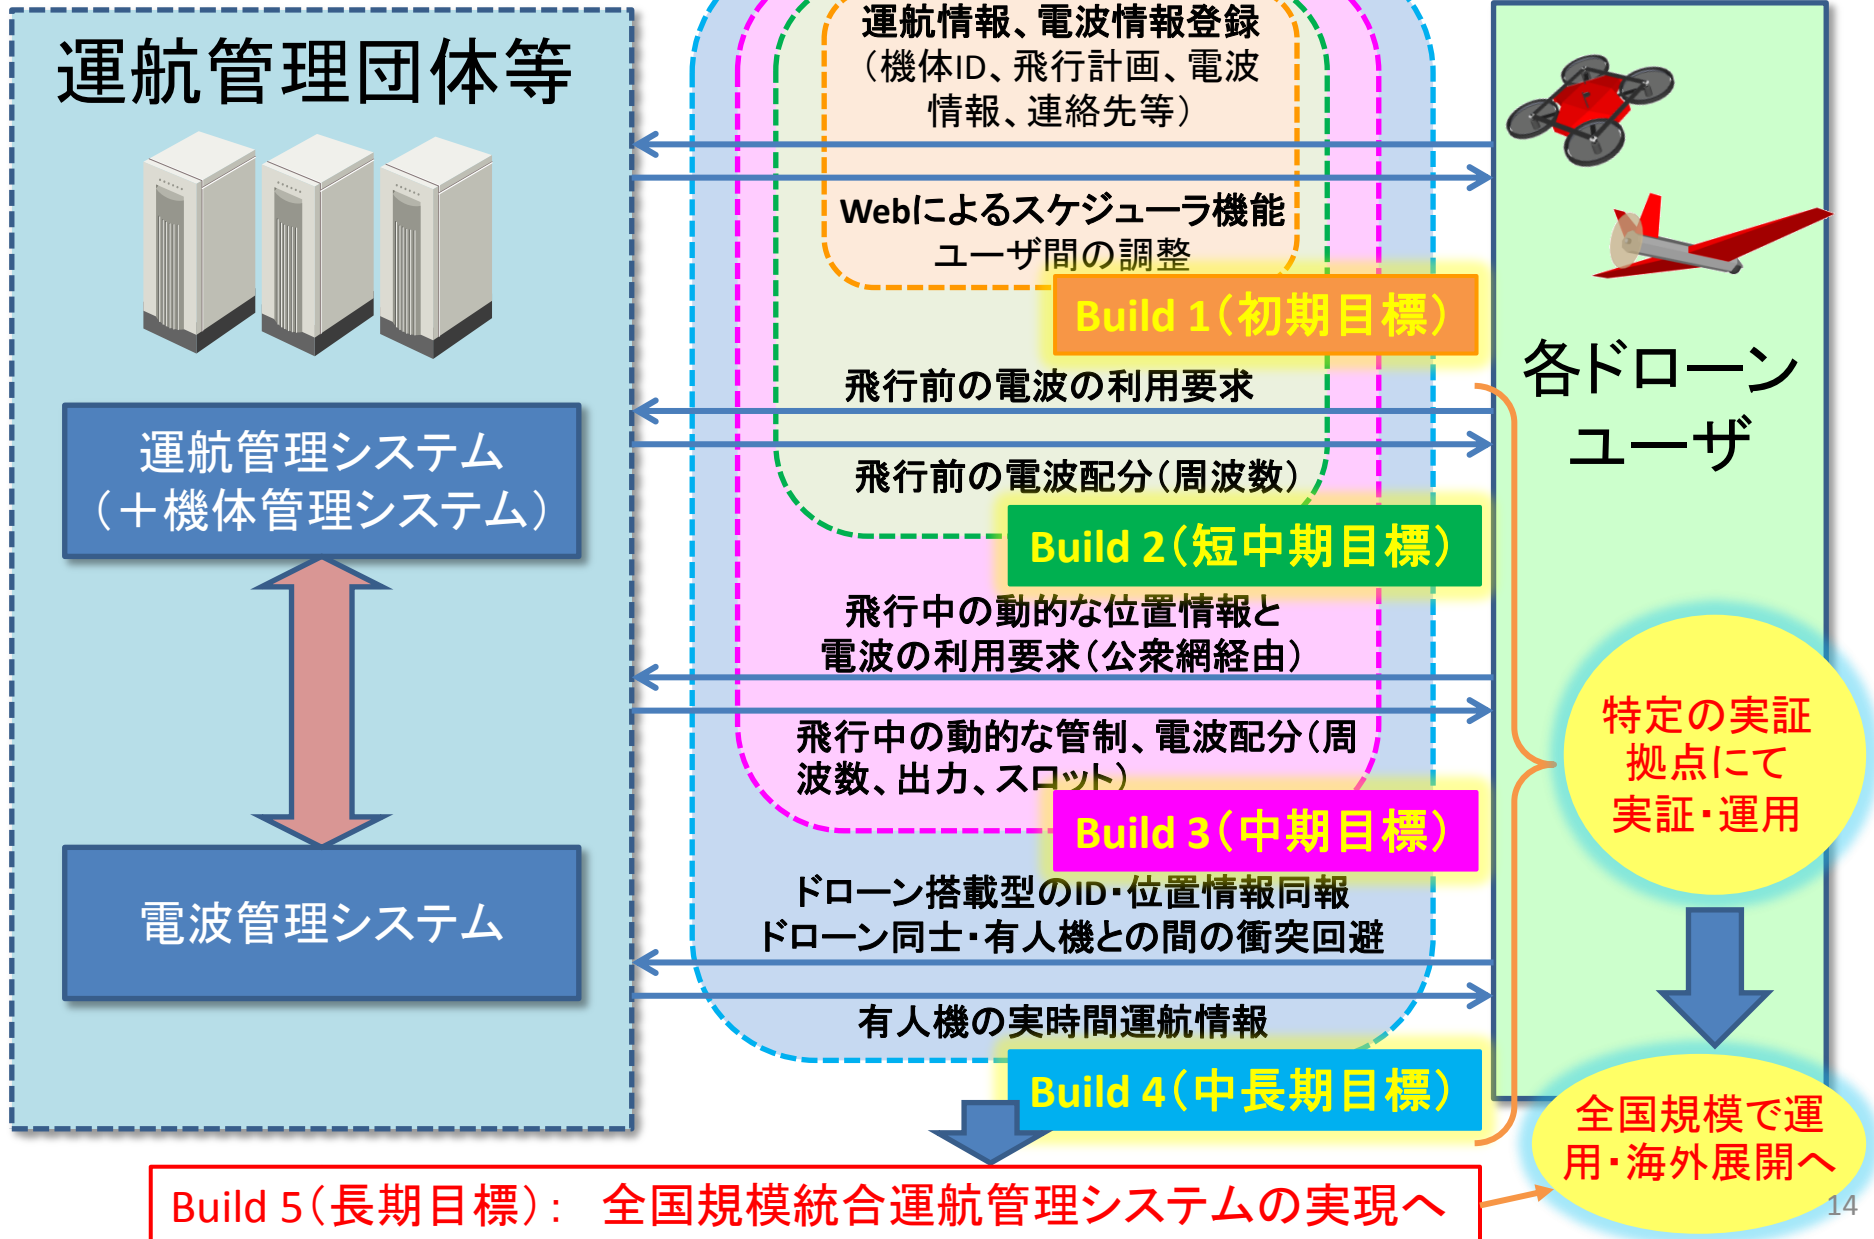 運航管理団体等
運航管理システム
（＋機体管理システム）
電波管理システム
運航情報、電波情報登録
（機体ID、飛行計画、電波
情報、連絡先等）
Webによるスケジューラ機能
ユーザ間の調整
Build 1（初期目標）
飛行前の電波の利用要求
飛行前の電波配分（周波数）
Build 2（短中期目標）
飛行中の動的な位置情報と
電波の利用要求（公衆網経由）
飛行中の動的な管制、電波配分（周
波数、出力、スロット）
Build 3（中期目標）
ドローン搭載型のID・位置情報同報
ドローン同士・有人機との間の衝突回避
有人機の実時間運航情報
Build 4（中長期目標）
各ドローン
ユーザ
特定の実証
拠点にて
実証・運用
全国規模で運
用・海外展開へ
Build 5（長期目標）：　全国規模統合運航管理システムの実現へ
14